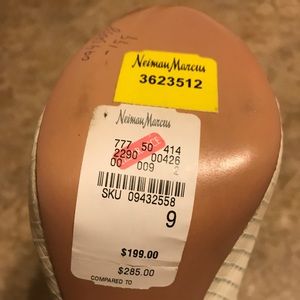 Neiman Marcus
3623512
Neiman Marcus
777 50 414
2290 00426
00 009 2
SKU 09432558
9
$199.00
$285.00
COMPARED TO